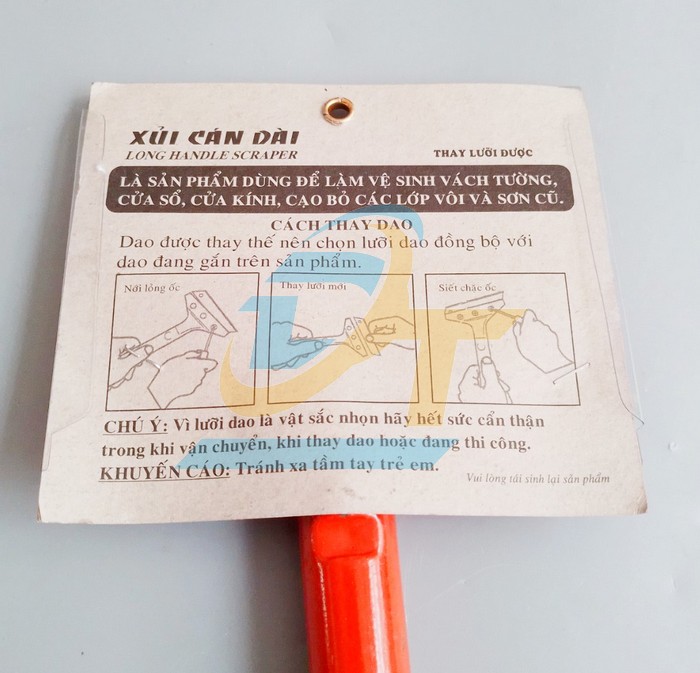 XỦI CÁN DÀI
LONG HANDLE SCRAPER
THAY LƯỠI ĐƯỢC
LÀ SẢN PHẨM DÙNG ĐỂ LÀM VỆ SINH VÁCH TƯỜNG,
CỬA SỔ, CỬA KÍNH, CẠO BỎ CÁC LỚP VÔI VÀ SƠN CŨ.
CÁCH THAY DAO
Dao được thay thế nên chọn lưỡi dao đồng bộ với
dao đang gắn trên sản phẩm.
Nới lỏng ốc
Thay lưỡi mới
Siết chặc ốc
CHÚ Ý: Vì lưỡi dao là vật sắc nhọn hãy hết sức cẩn thận
trong khi vận chuyển, khi thay dao hoặc đang thi công.
KHUYẾN CÁO: Tránh xa tầm tay trẻ em.
Vui lòng tái sinh lại sản phẩm